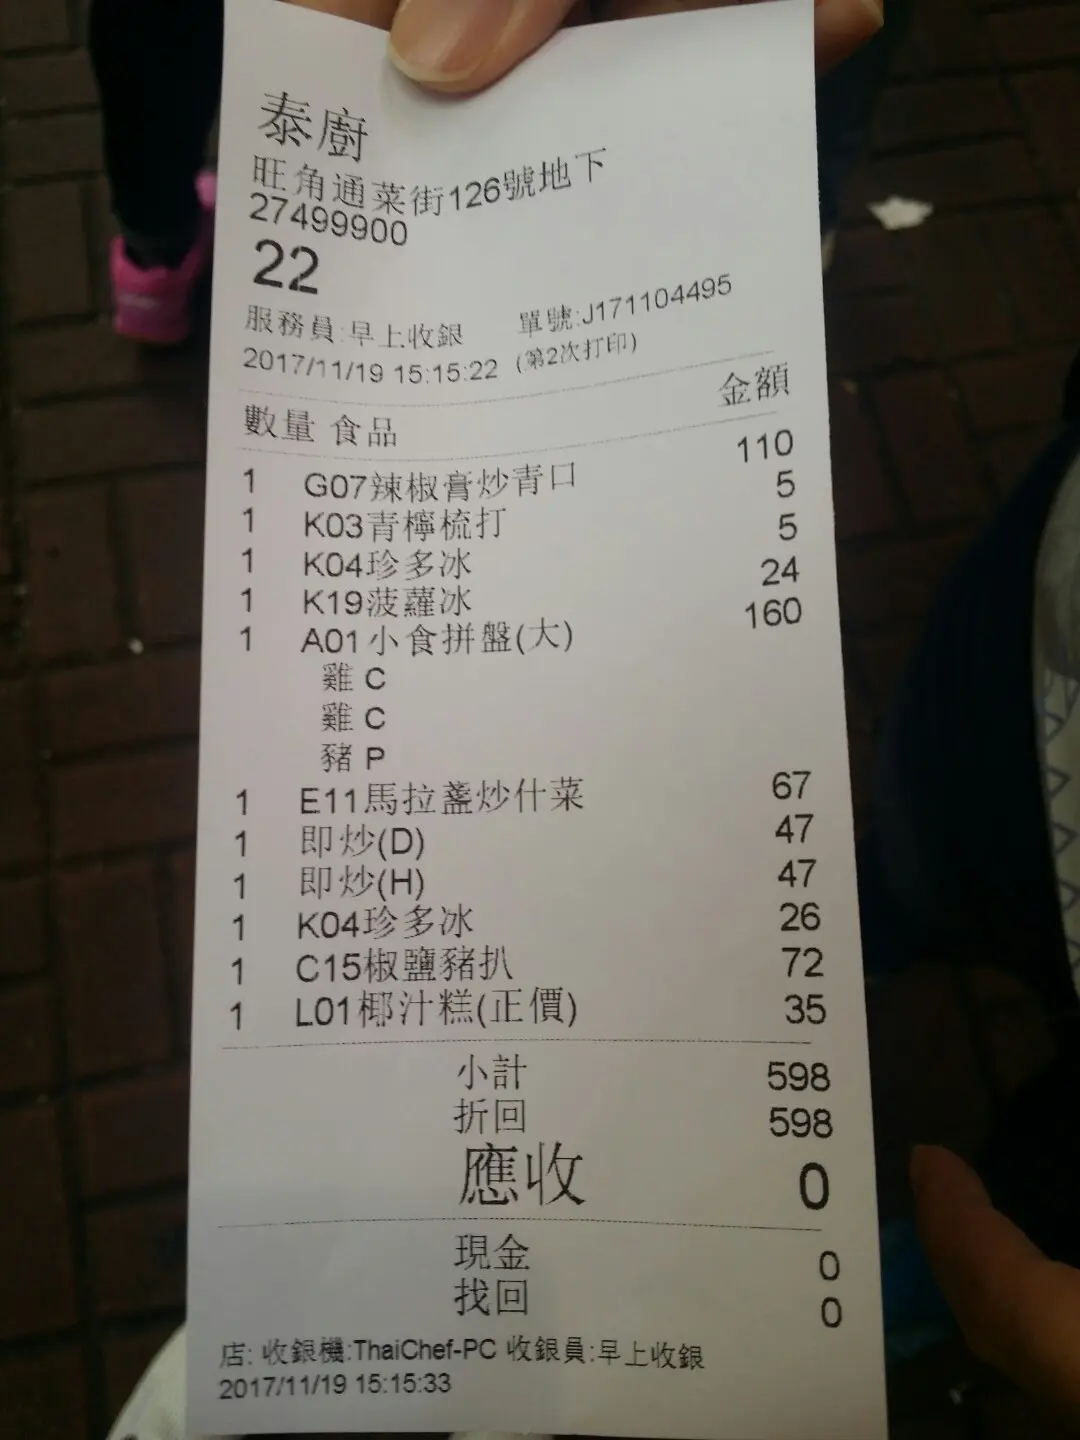 泰廚
旺角通菜街126號地下
27499900
22
服務員:早上收銀 單號:J171104495
2017/11/19 15:15:22 (第2次打印)
數量 食品 金額
1 G07辣椒膏炒青口 110
1 K03青檸梳打 5
1 K04珍多冰 5
1 K19菠蘿冰 24
1 A01小食拼盤(大) 160
雞 C
雞 C
豬 P
1 E11馬拉盞炒什菜 67
1 即炒(D) 47
1 即炒(H) 47
1 K04珍多冰 26
1 C15椒鹽豬扒 72
1 L01椰汁糕(正價) 35
小計 598
折回 598
應收 0
現金 0
找回 0
店: 收銀機:ThaiChef-PC 收銀員:早上收銀
2017/11/19 15:15:33